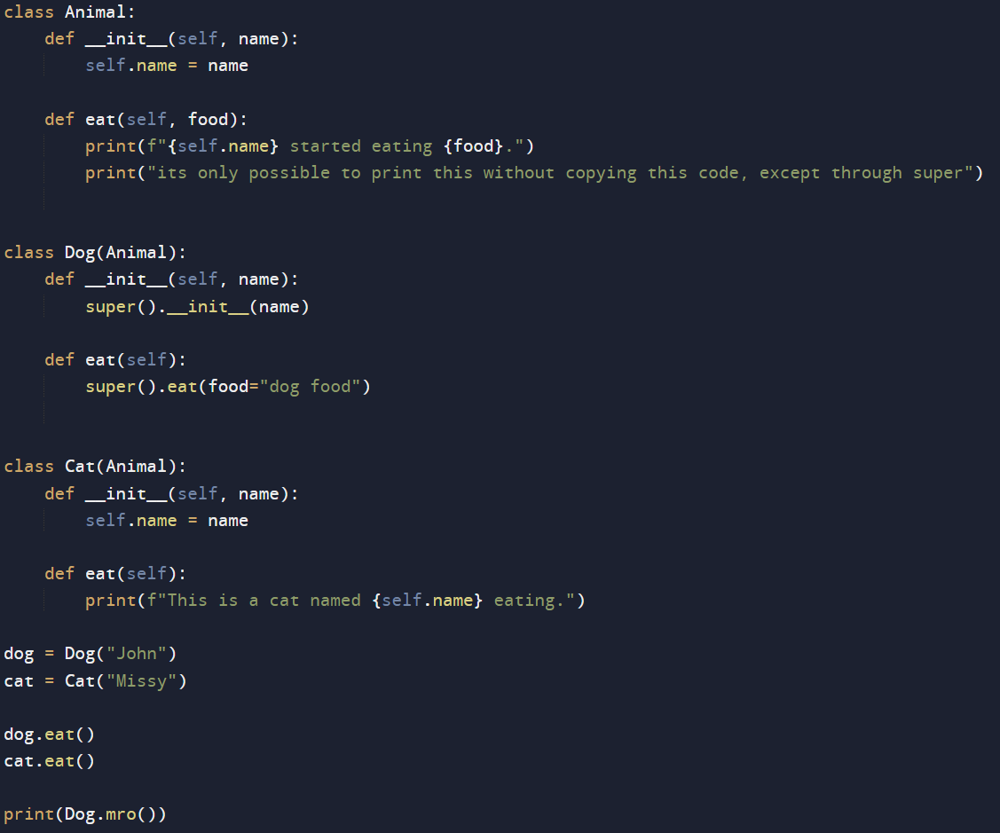 class Animal:
    def __init__(self, name):
        self.name = name

    def eat(self, food):
        print(f"{self.name} started eating {food}.")
        print("its only possible to print this without copying this code, except through super")


class Dog(Animal):
    def __init__(self, name):
        super().__init__(name)

    def eat(self):
        super().eat(food="dog food")


class Cat(Animal):
    def __init__(self, name):
        self.name = name

    def eat(self):
        print(f"This is a cat named {self.name} eating.")

dog = Dog("John")
cat = Cat("Missy")

dog.eat()
cat.eat()

print(Dog.mro())